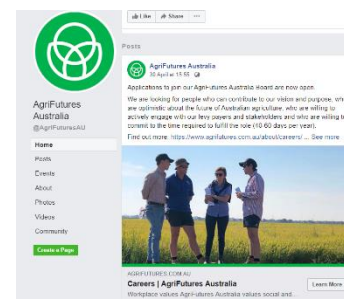 Like Share ...
Posts
AgriFutures Australia
30 April at 15:55
Applications to join our AgriFutures Australia Board are now open.
We are looking for people who can contribute to our vision and purpose, wh
are optimistic about the future of Australian agriculture, who are willing to
actively engage with our levy payers and stakeholders and who are willing to
commit to the time required to fulfil the role (40-60 days per year).
Find out more: https://www.agrifutures.com.au/about/careers/ ... See more
AgriFutures
Australia
@AgriFuturesAU
Home
Posts
Events
About
Photos
Videos
Community
Create a Page
AGRIFUTURES.COM.AU
Careers | AgriFutures Australia
Workplace values AgriFutures Australia values social and...
Learn More